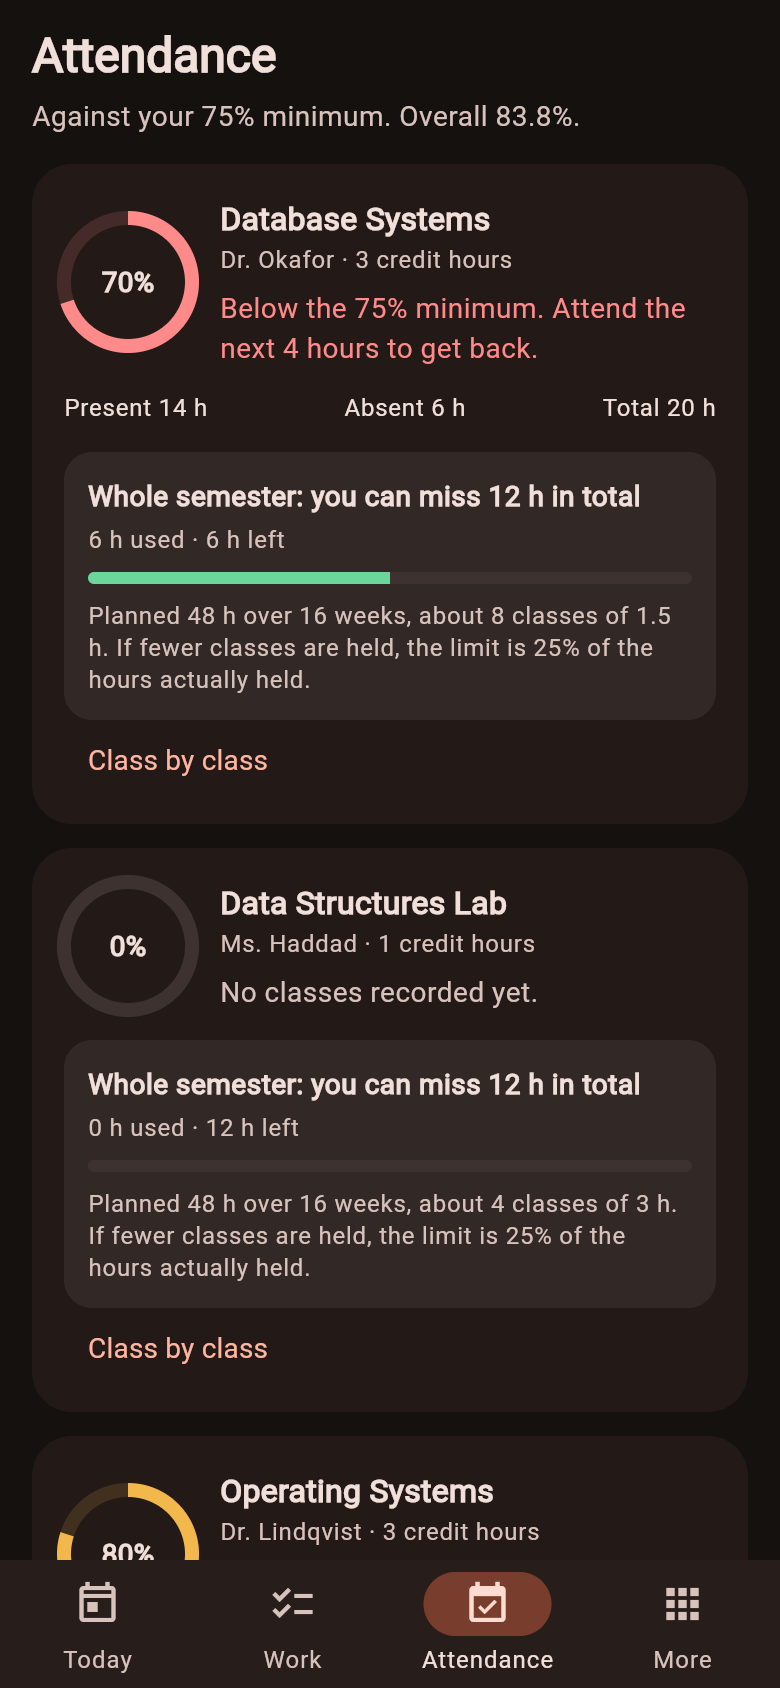 Attendance
Against your 75% minimum. Overall 83.8%.
70%
Database Systems
Dr. Okafor · 3 credit hours
Below the 75% minimum. Attend the
next 4 hours to get back.
Present 14 h
Absent 6 h
Total 20 h
Whole semester: you can miss 12 h in total
6 h used · 6 h left
Planned 48 h over 16 weeks, about 8 classes of 1.5
h. If fewer classes are held, the limit is 25% of the
hours actually held.
Class by class
0%
Data Structures Lab
Ms. Haddad · 1 credit hours
No classes recorded yet.
Whole semester: you can miss 12 h in total
0 h used · 12 h left
Planned 48 h over 16 weeks, about 4 classes of 3 h.
If fewer classes are held, the limit is 25% of the
hours actually held.
Class by class
80%
Operating Systems
Dr. Lindqvist · 3 credit hours
Today
Work
Attendance
More